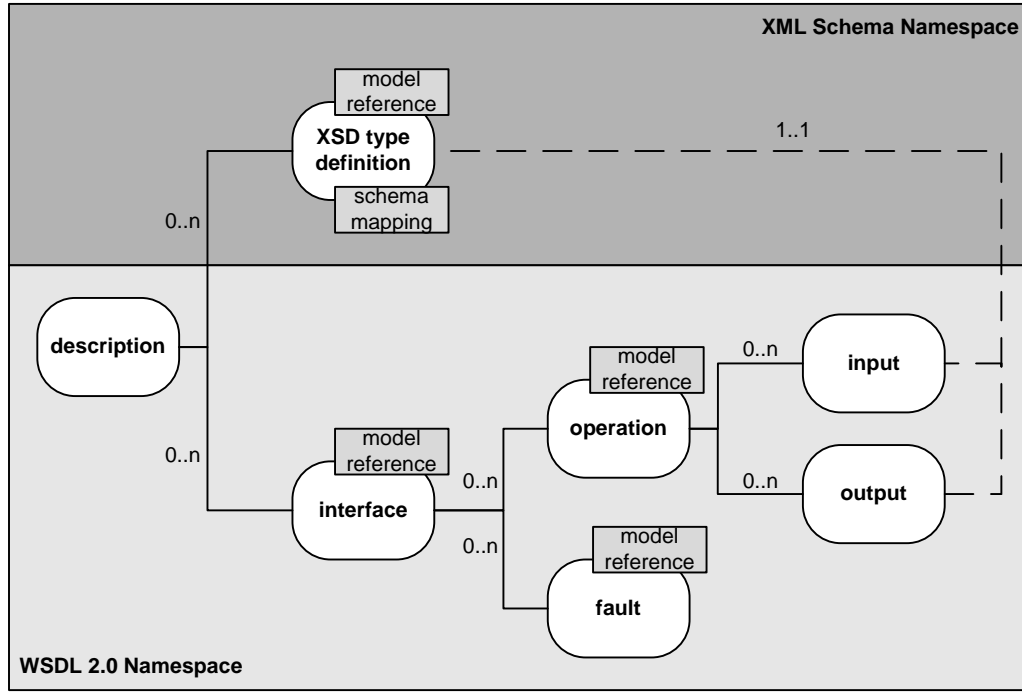 XML Schema Namespace
model
reference
XSD type
definition
1..1
schema
mapping
0..n
description
model
reference
0..n
input
operation
model
reference
0..n
0..n
0..n
output
interface
0..n
model
reference
fault
WSDL 2.0 Namespace